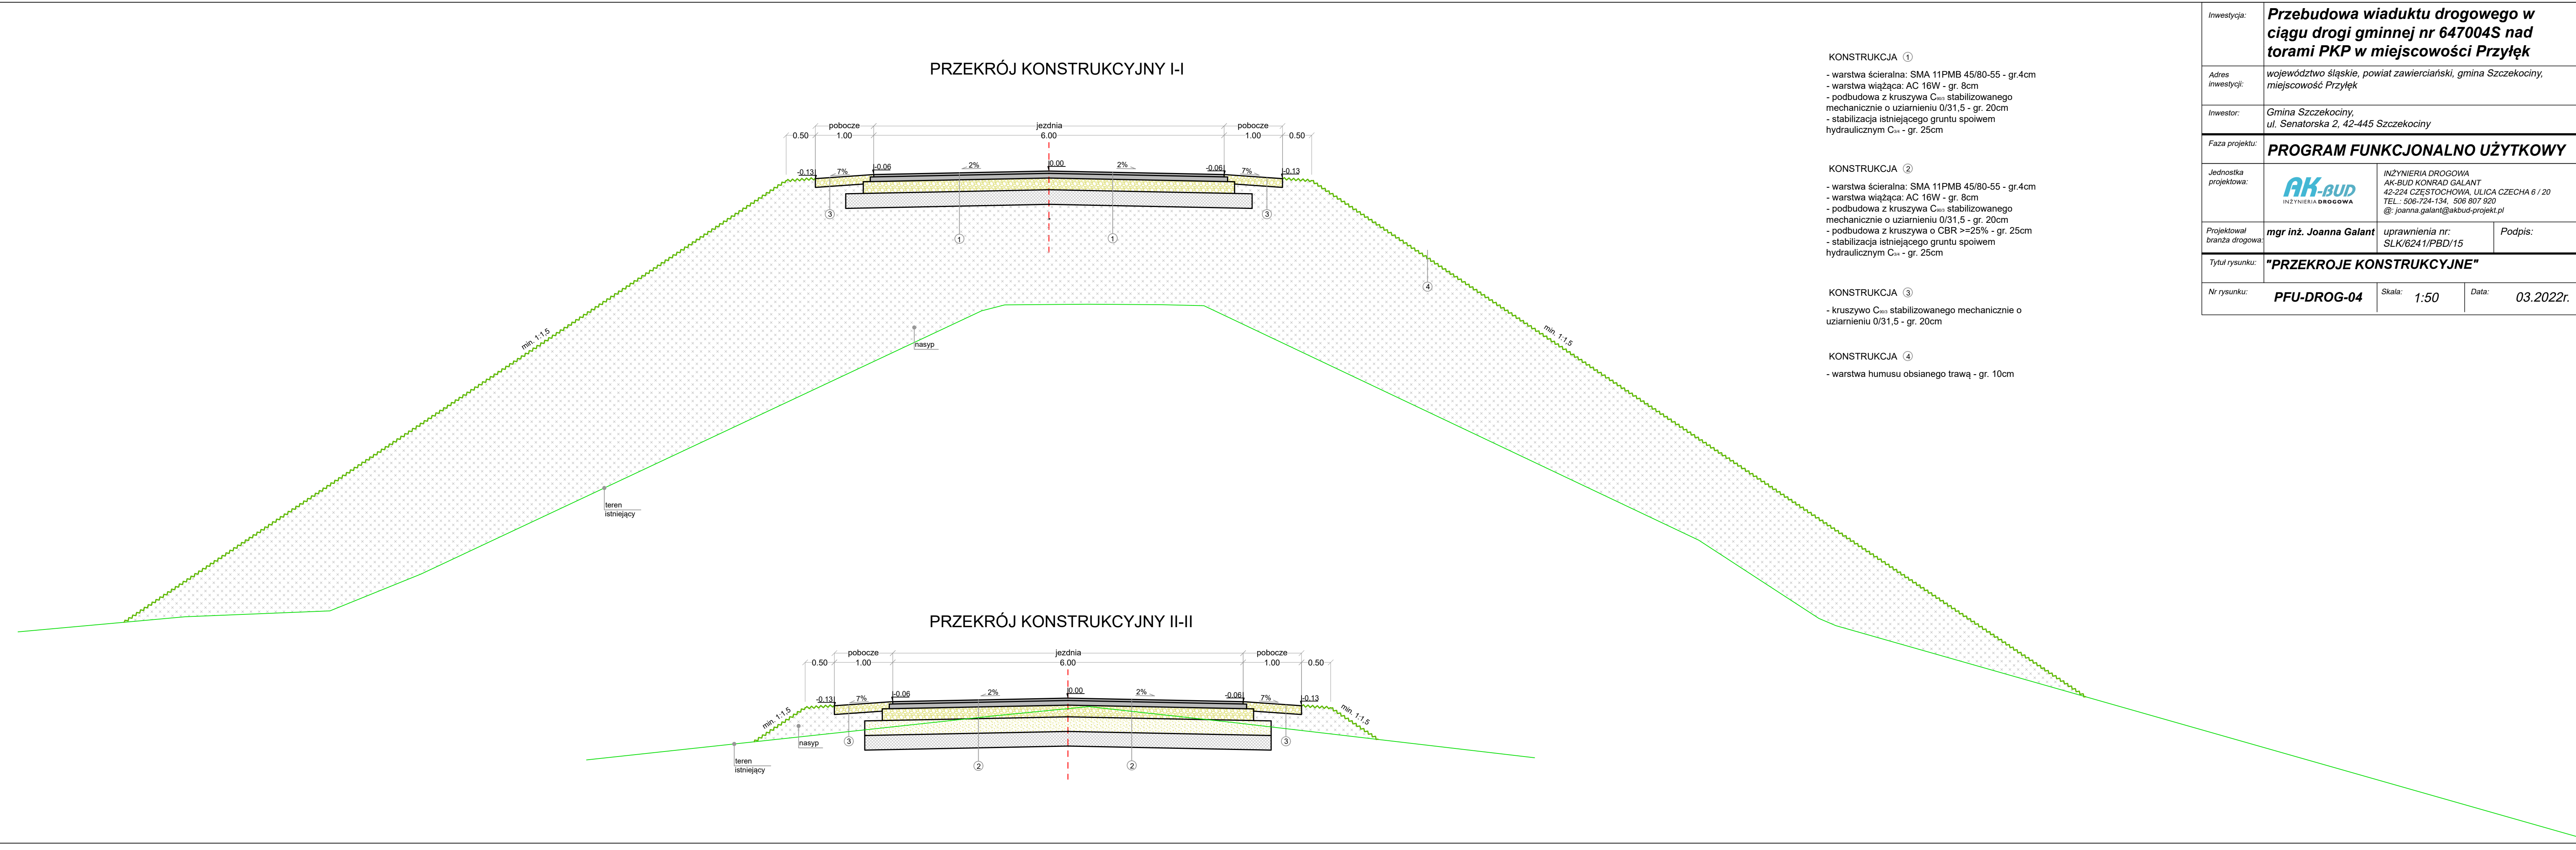 PRZEKRÓJ KONSTRUKCYJNY I-I
pobocze jezdnia pobocze
0.50 1.00 6.00 1.00 0.50
-0.13 7% -0.06 2% 0.00 2% -0.06 7% -0.13
3 1 1 3
4
min. 1:1,5
min. 1:1,5
nasyp
teren
istniejący
PRZEKRÓJ KONSTRUKCYJNY II-II
pobocze jezdnia pobocze
0.50 1.00 6.00 1.00 0.50
-0.13 7% -0.06 2% 0.00 2% -0.06 7% -0.13
min. 1:1,5
min. 1:1,5
nasyp
3 2 2 3
teren
istniejący
KONSTRUKCJA 1
- warstwa ścieralna: SMA 11PMB 45/80-55 - gr.4cm
- warstwa wiążąca: AC 16W - gr. 8cm
- podbudowa z kruszywa C90/3 stabilizowanego
mechanicznie o uziarnieniu 0/31,5 - gr. 20cm
- stabilizacja istniejącego gruntu spoiwem
hydraulicznym C3/4 - gr. 25cm
KONSTRUKCJA 2
- warstwa ścieralna: SMA 11PMB 45/80-55 - gr.4cm
- warstwa wiążąca: AC 16W - gr. 8cm
- podbudowa z kruszywa C90/3 stabilizowanego
mechanicznie o uziarnieniu 0/31,5 - gr. 20cm
- podbudowa z kruszywa o CBR >=25% - gr. 25cm
- stabilizacja istniejącego gruntu spoiwem
hydraulicznym C3/4 - gr. 25cm
KONSTRUKCJA 3
- kruszywo C90/3 stabilizowanego mechanicznie o
uziarnieniu 0/31,5 - gr. 20cm
KONSTRUKCJA 4
- warstwa humusu obsianego trawą - gr. 10cm
Inwestycja: Przebudowa wiaduktu drogowego w
ciągu drogi gminnej nr 647004S nad
torami PKP w miejscowości Przyłęk
Adres
inwestycji:
województwo śląskie, powiat zawierciański, gmina Szczekociny,
miejscowość Przyłęk
Inwestor: Gmina Szczekociny,
ul. Senatorska 2, 42-445 Szczekociny
Faza projektu: PROGRAM FUNKCJONALNO UŻYTKOWY
Jednostka
projektowa:
AK-BUD
INŻYNIERIA DROGOWA
INŻYNIERIA DROGOWA
AK-BUD KONRAD GALANT
42-224 CZĘSTOCHOWA, ULICA CZECHA 6 / 20
TEL.: 506-724-134, 506 807 920
@: joanna.galant@akbud-projekt.pl
Projektował
branża drogowa:
mgr inż. Joanna Galant
uprawnienia nr:
SLK/6241/PBD/15
Podpis:
Tytuł rysunku: "PRZEKROJE KONSTRUKCYJNE"
Nr rysunku: PFU-DROG-04 Skala: 1:50 Data: 03.2022r.